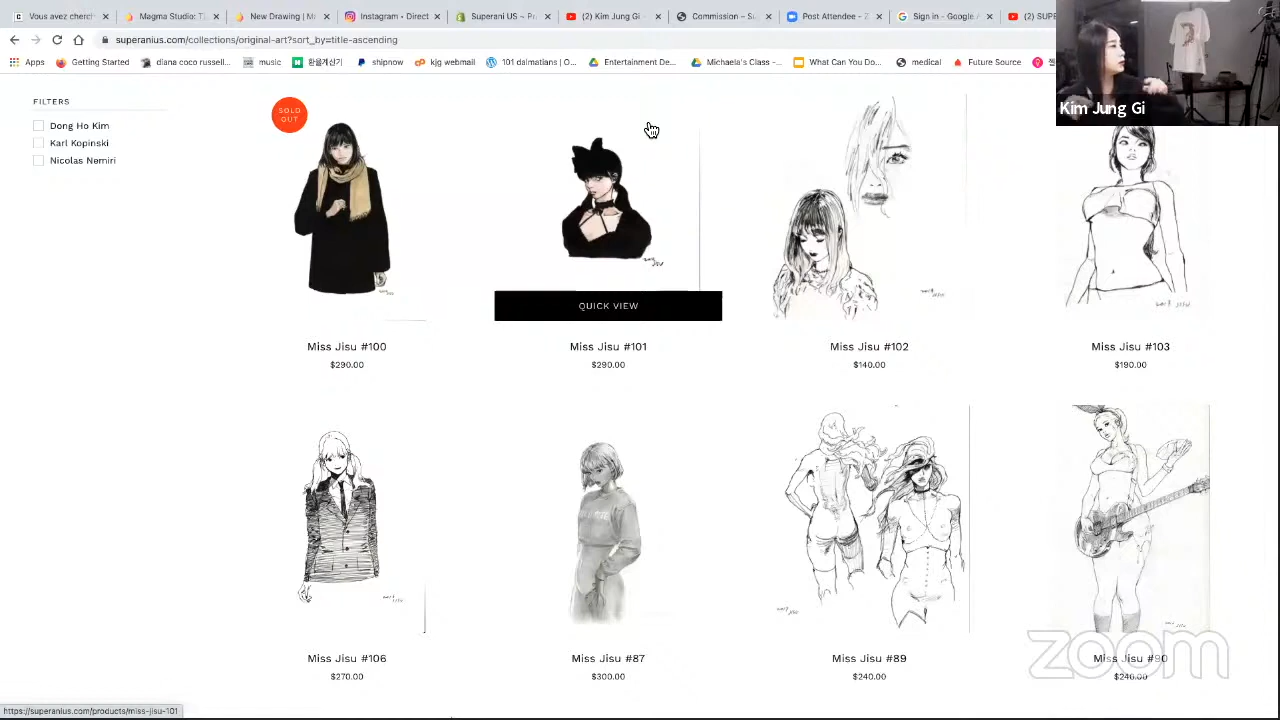 Vous avez cherch
Magma Studio: Ti
New Drawing | N
Instagram • Direct
Superani US ~ Pr
(2) Kim Jung Gi
Commission – Su
Post Attendee - Z
Sign in - Google
(2) SUPE
superanius.com/collections/original-art?sort_by=title-ascending
Apps
Getting Started
diana coco russell...
music
환율계산기
shipnow
kjg webmail
101 dalmatians | O...
Entertainment De...
Michaela's Class -...
What Can You Do...
medical
Future Source
Kim Jung Gi
FILTERS
Dong Ho Kim
Karl Kopinski
Nicolas Nemiri
SOLD
OUT
QUICK VIEW
Miss Jisu #100
$290.00
Miss Jisu #101
$290.00
Miss Jisu #102
$140.00
Miss Jisu #103
$190.00
Miss Jisu #106
$270.00
Miss Jisu #87
$300.00
Miss Jisu #89
$240.00
Miss Jisu #90
$240.00
zoom
https://superanius.com/products/miss-jisu-101